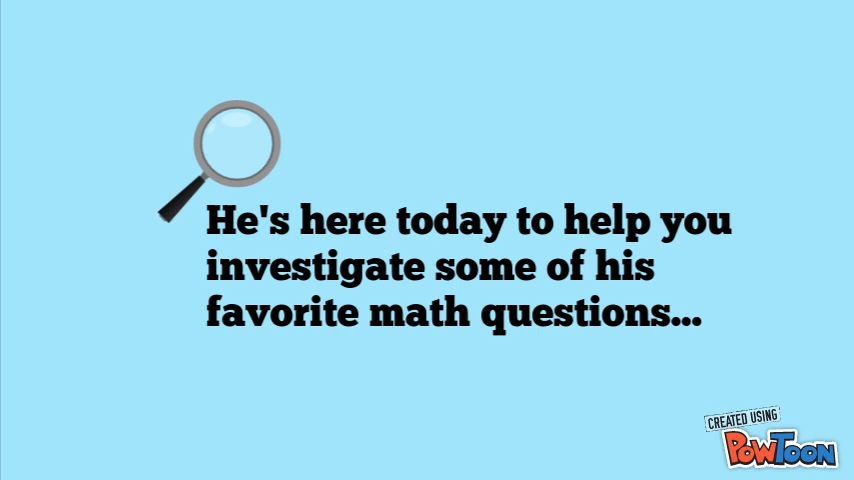 He's here today to help you
investigate some of his
favorite math questions...
CREATED USING
POWTOON